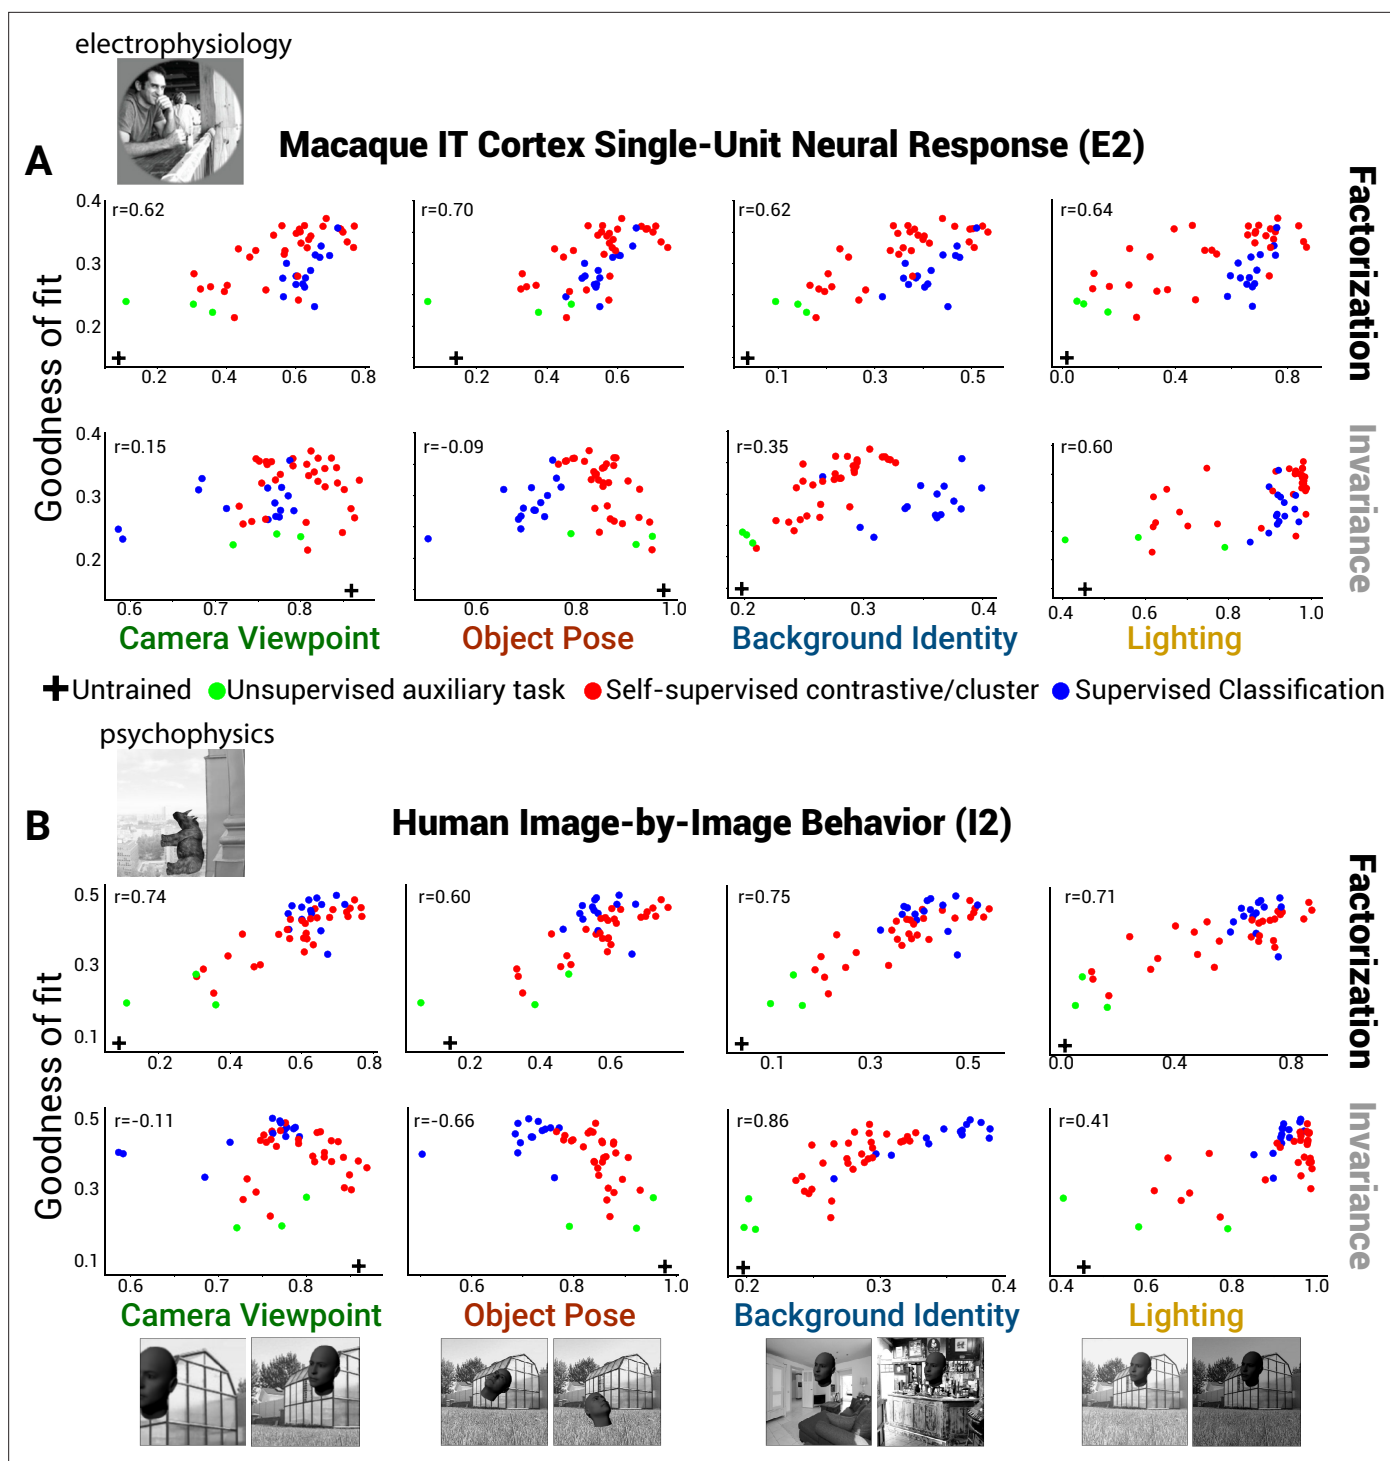 electrophysiology
A
Macaque IT Cortex Single-Unit Neural Response (E2)
Factorization
Goodness of fit
r=0.62
r=0.70
r=0.62
r=0.64
0.4
0.3
0.2
0.2 0.4 0.6 0.8
0.2 0.4 0.6
0.1 0.3 0.5
0.0 0.4 0.8
Invariance
r=0.15
r=-0.09
r=0.35
r=0.60
0.4
0.3
0.2
0.6 0.7 0.8
0.6 0.8 1.0
0.2 0.3 0.4
0.4 0.6 0.8 1.0
Camera Viewpoint
Object Pose
Background Identity
Lighting
Untrained
Unsupervised auxiliary task
Self-supervised contrastive/cluster
Supervised Classification
psychophysics
B
Human Image-by-Image Behavior (I2)
Factorization
Goodness of fit
r=0.74
r=0.60
r=0.75
r=0.71
0.5
0.3
0.1
0.2 0.4 0.6 0.8
0.2 0.4 0.6
0.1 0.3 0.5
0.0 0.4 0.8
Invariance
r=-0.11
r=-0.66
r=0.86
r=0.41
0.5
0.3
0.1
0.6 0.7 0.8
0.6 0.8 1.0
0.2 0.3 0.4
0.4 0.6 0.8 1.0
Camera Viewpoint
Object Pose
Background Identity
Lighting